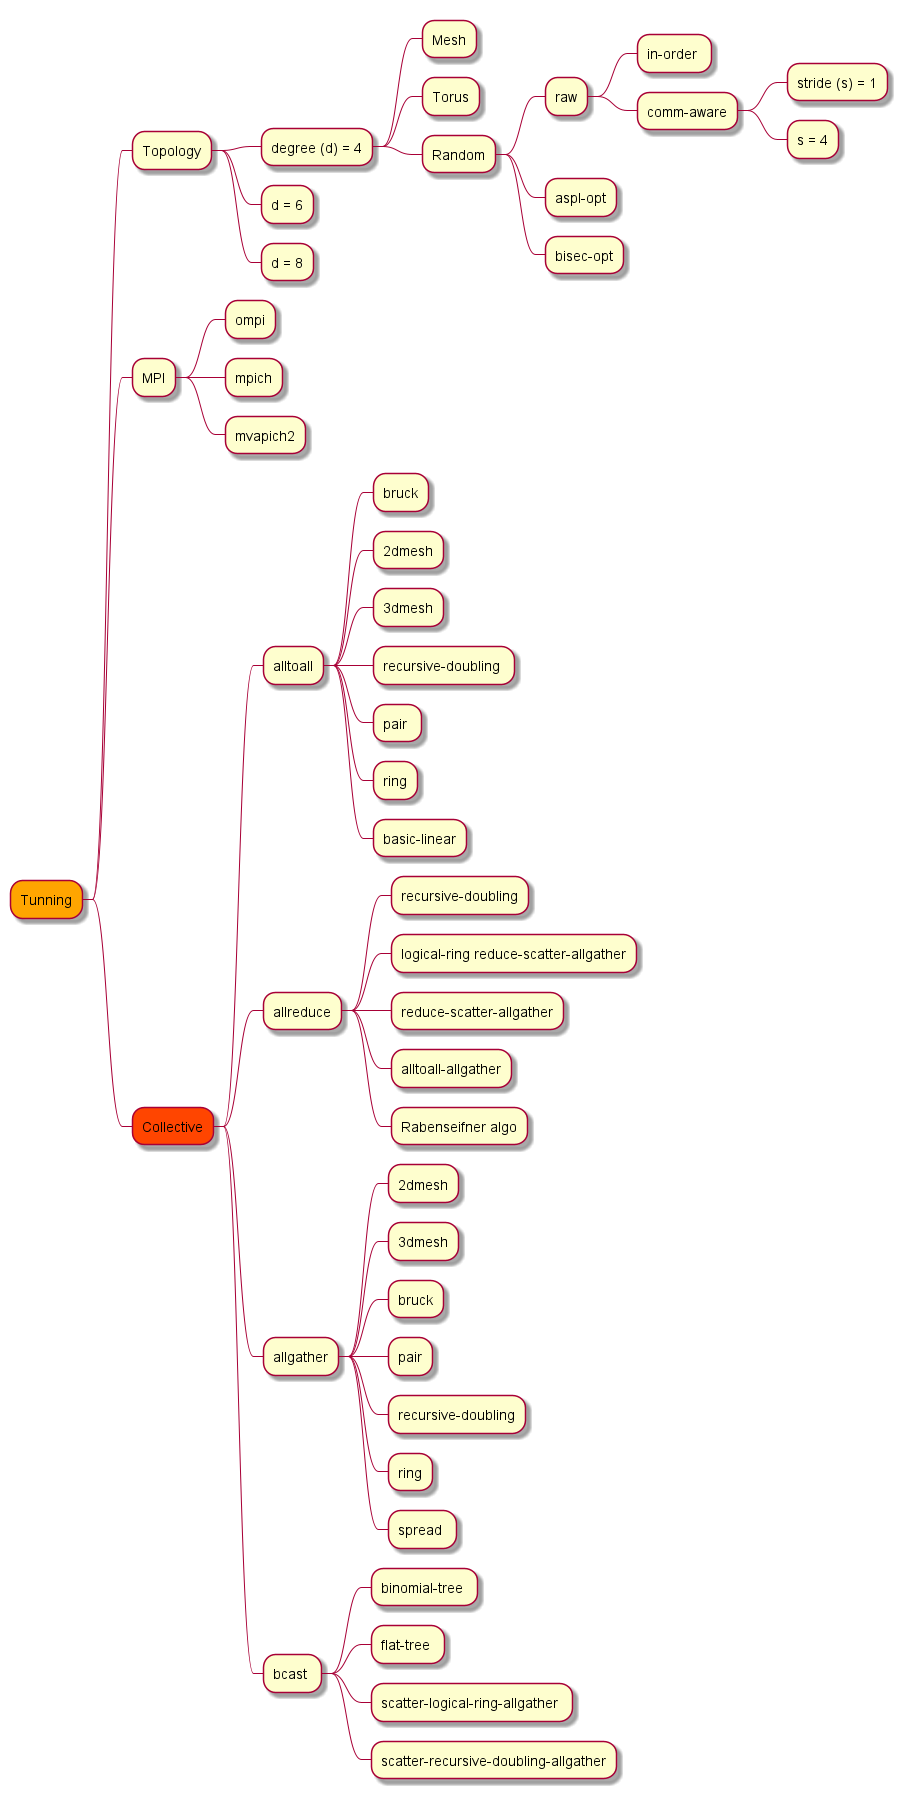 Tunning
Topology
degree (d) = 4
Mesh
Torus
Random
raw
in-order
comm-aware
stride (s) = 1
s = 4
aspl-opt
bisec-opt
d = 6
d = 8
MPI
ompi
mpich
mvapich2
Collective
alltoall
bruck
2dmesh
3dmesh
recursive-doubling
pair
ring
basic-linear
allreduce
recursive-doubling
logical-ring reduce-scatter-allgather
reduce-scatter-allgather
alltoall-allgather
Rabenseifner algo
allgather
2dmesh
3dmesh
bruck
pair
recursive-doubling
ring
spread
bcast
binomial-tree
flat-tree
scatter-logical-ring-allgather
scatter-recursive-doubling-allgather